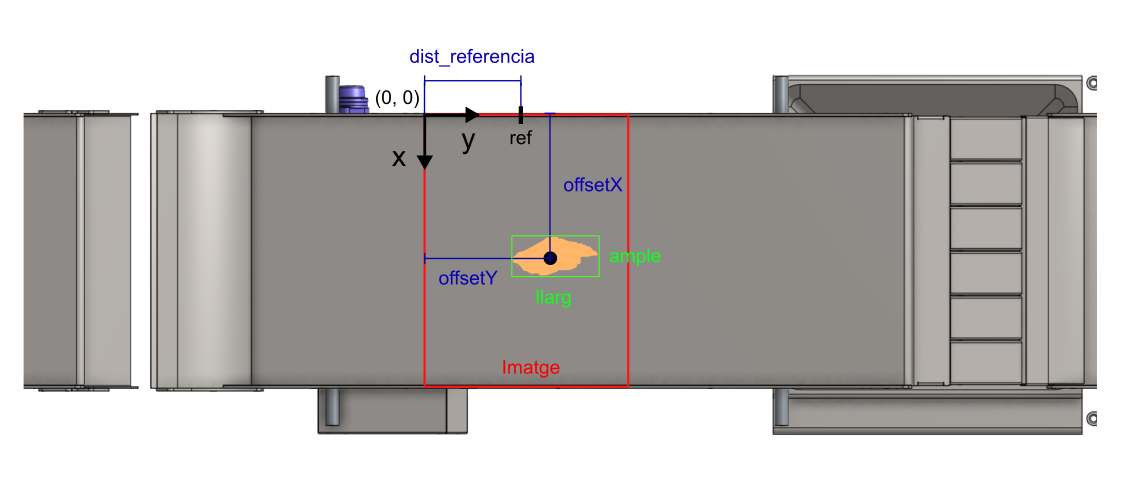 dist_referencia
(0, 0)
y
ref
x
offsetX
ample
offsetY
llarg
Imatge